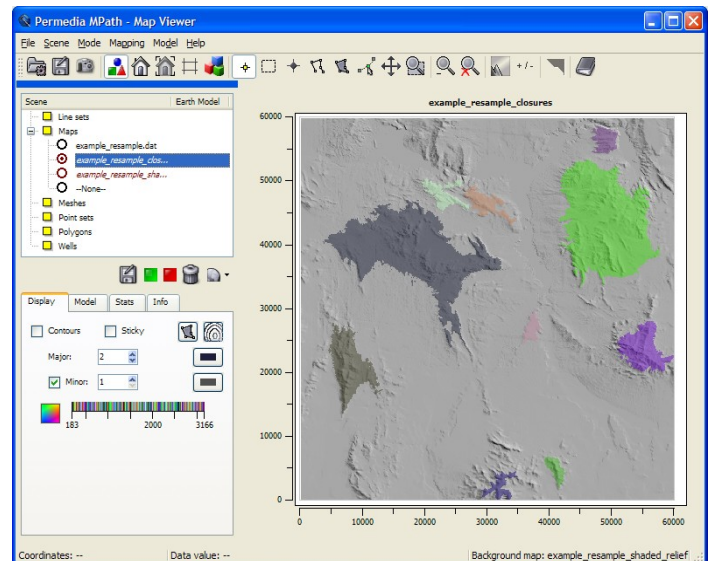 Permedia MPath - Map Viewer
File Scene Mode Mapping Model Help
+/-
Scene Earth Model
Line sets
Maps
example_resample.dat
example_resample_clos...
example_resample_sha...
--None--
Meshes
Point sets
Polygons
Wells
Display Model Stats Info
Contours Sticky
Major: 2
Minor: 1
183 2000 3166
example_resample_closures
60000
50000
40000
30000
20000
10000
0
0 10000 20000 30000 40000 50000 60000
Coordinates: -- Data value: -- Background map: example_resample_shaded_relief